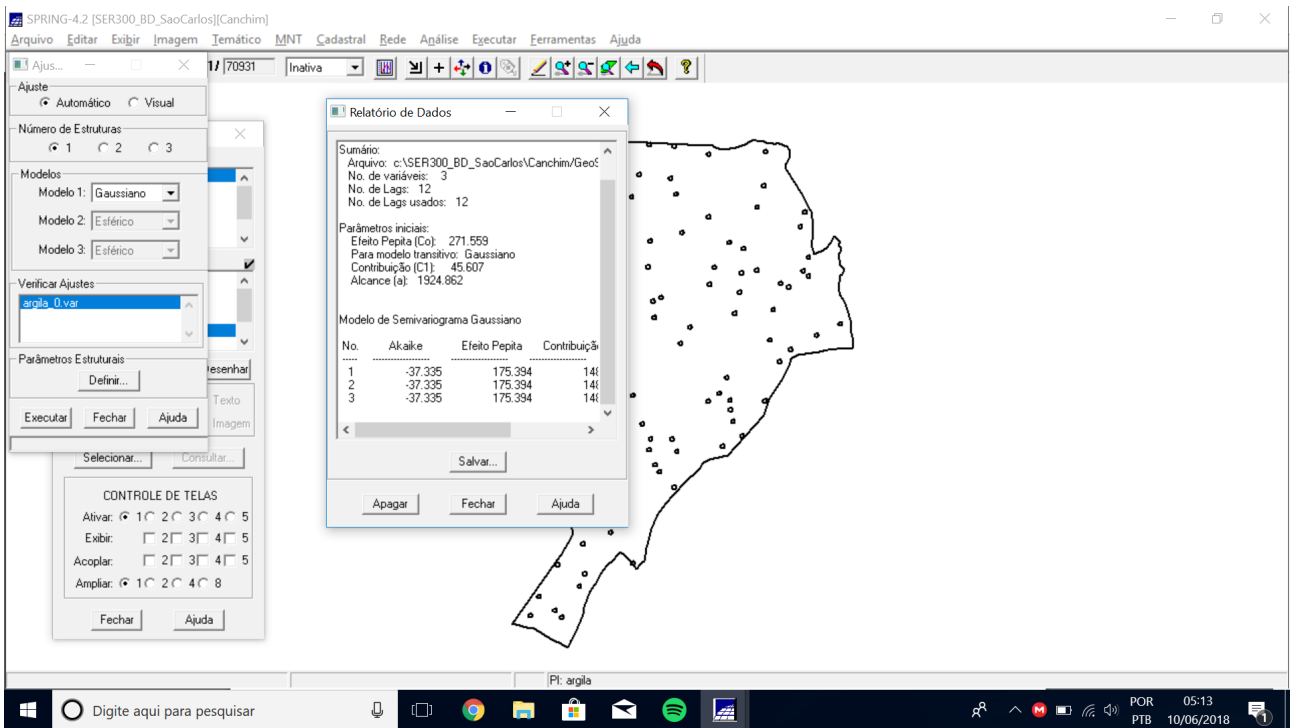 SPRING-4.2 [SER300_BD_SaoCarlos][Canchim]
Arquivo Editar Exibir Imagem Temático MNT Cadastral Rede Análise Executar Ferramentas Ajuda
Ajus...
1/ 70931
Inativa
Ajuste
Automático Visual
Número de Estruturas
1 2 3
Modelos
Modelo 1: Gaussiano
Modelo 2: Esférico
Modelo 3: Esférico
Verificar Ajustes
argila_0.var
Parâmetros Estruturais
Definir...
Executar Fechar Ajuda
esenhar
Texto
Imagem
Selecionar... Consultar...
CONTROLE DE TELAS
Ativar: 1 2 3 4 5
Exibir: 2 3 4 5
Acoplar: 2 3 4 5
Ampliar: 1 2 4 8
Fechar Ajuda
Relatório de Dados
Sumário:
Arquivo: c:\SER300_BD_SaoCarlos\Canchim/GeoS
No. de variáveis: 3
No. de Lags: 12
No. de Lags usados: 12
Parâmetros iniciais:
Efeito Pepita (Co): 271.559
Para modelo transitivo: Gaussiano
Contribuição (C1): 45.607
Alcance (a): 1924.862
Modelo de Semivariograma Gaussiano
No. Akaike Efeito Pepita Contribuiçã
----- ------------------ ------------------ ------------------
1 -37.335 175.394 148
2 -37.335 175.394 148
3 -37.335 175.394 148
Salvar...
Apagar Fechar Ajuda
PI: argila
Digite aqui para pesquisar
POR
PTB
05:13
10/06/2018